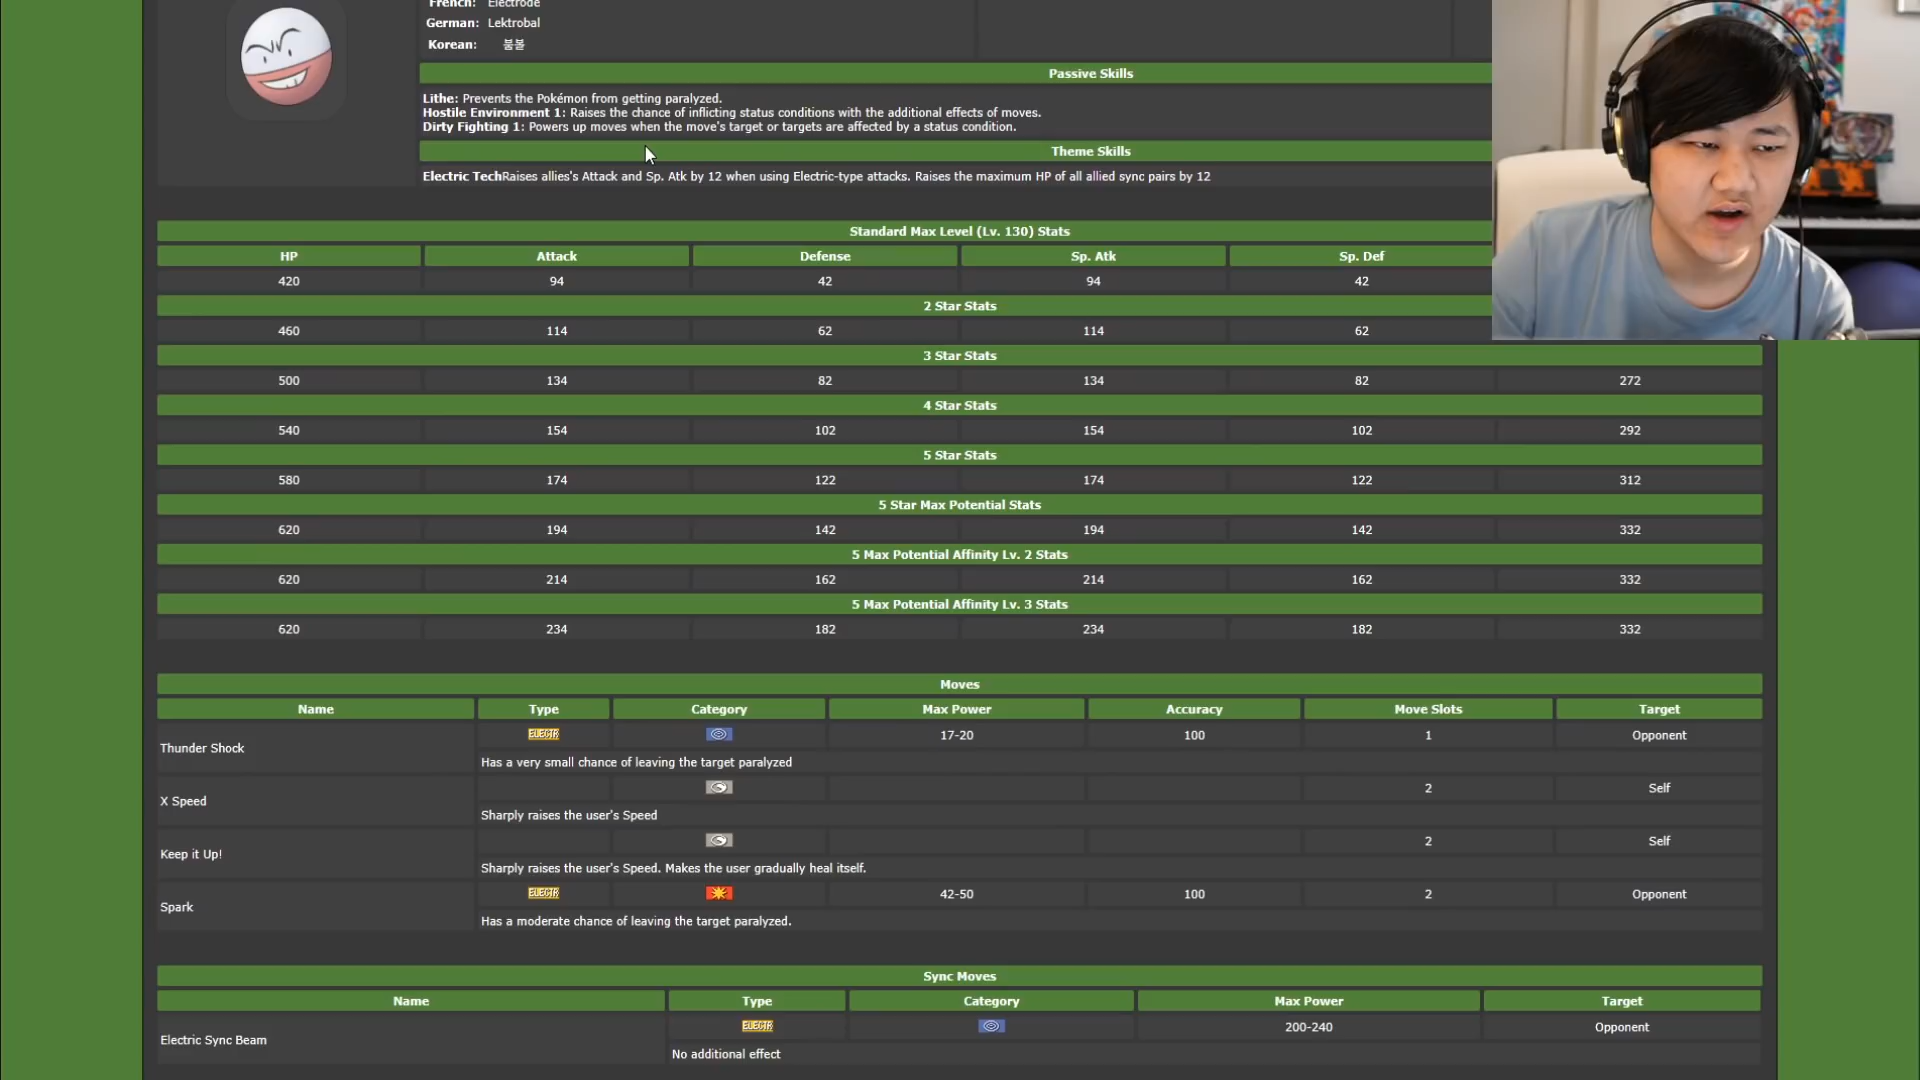 French: Electrode
German: Lektrobal
Korean: 붐볼
Passive Skills
Lithe: Prevents the Pokémon from getting paralyzed.
Hostile Environment 1: Raises the chance of inflicting status conditions with the additional effects of moves.
Dirty Fighting 1: Powers up moves when the move's target or targets are affected by a status condition.
Theme Skills
Electric TechRaises allies's Attack and Sp. Atk by 12 when using Electric-type attacks. Raises the maximum HP of all allied sync pairs by 12
Standard Max Level (Lv. 130) Stats
HP Attack Defense Sp. Atk Sp. Def
420 94 42 94 42
2 Star Stats
460 114 62 114 62
3 Star Stats
500 134 82 134 82 272
4 Star Stats
540 154 102 154 102 292
5 Star Stats
580 174 122 174 122 312
5 Star Max Potential Stats
620 194 142 194 142 332
5 Max Potential Affinity Lv. 2 Stats
620 214 162 214 162 332
5 Max Potential Affinity Lv. 3 Stats
620 234 182 234 182 332
Moves
Name Type Category Max Power Accuracy Move Slots Target
Thunder Shock ELECTR 17-20 100 1 Opponent
Has a very small chance of leaving the target paralyzed
X Speed 2 Self
Sharply raises the user's Speed
Keep it Up! 2 Self
Sharply raises the user's Speed. Makes the user gradually heal itself.
Spark ELECTR 42-50 100 2 Opponent
Has a moderate chance of leaving the target paralyzed.
Sync Moves
Name Type Category Max Power Target
Electric Sync Beam ELECTR 200-240 Opponent
No additional effect